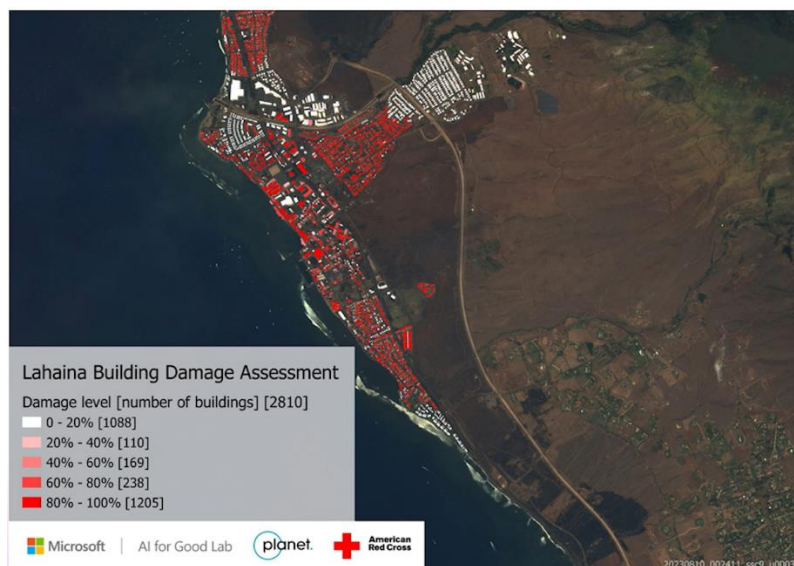 Lahaina Building Damage Assessment
Damage level [number of buildings] [2810]
0 - 20% [1088]
20% - 40% [110]
40% - 60% [169]
60% - 80% [238]
80% - 100% [1205]
Microsoft | AI for Good Lab
planet.
American
Red Cross
20230810_002411_ssc9_u0003